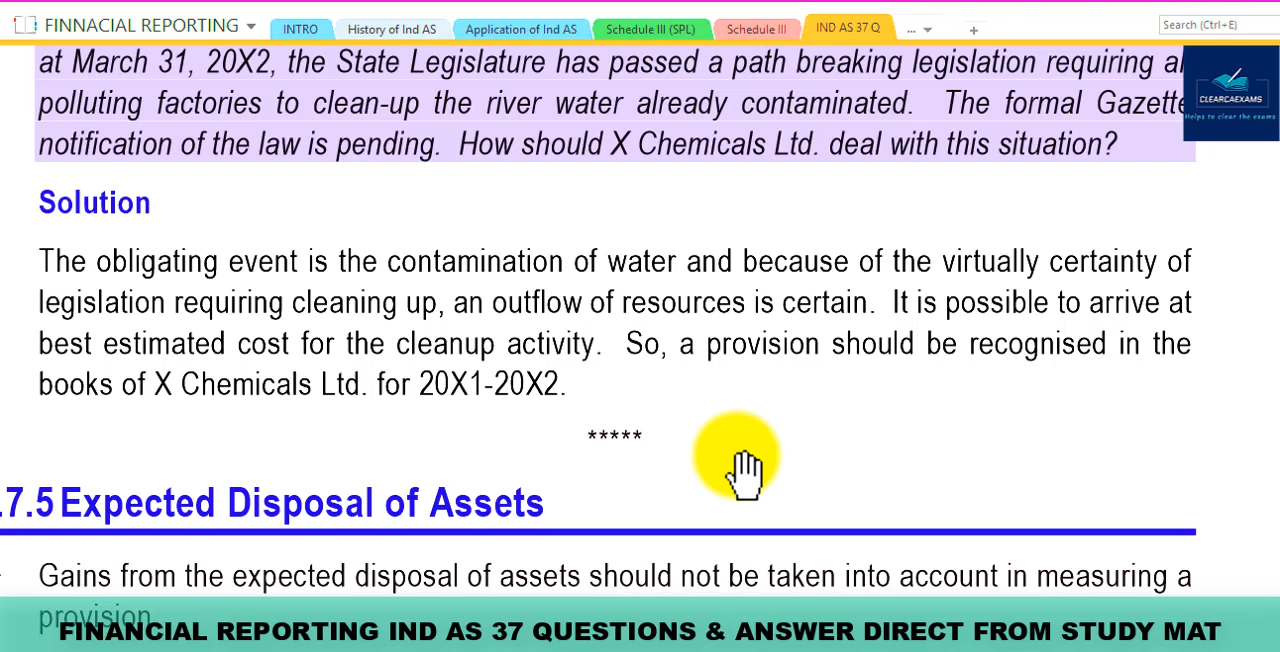 FINNACIAL REPORTING
INTRO
History of Ind AS
Application of Ind AS
Schedule III (SPL)
Schedule III
IND AS 37 Q
...
Search (Ctrl+E)
at March 31, 20X2, the State Legislature has passed a path breaking legislation requiring
polluting factories to clean-up the river water already contaminated. The formal Gazette
notification of the law is pending. How should X Chemicals Ltd. deal with this situation?
CLEARCAEXAMS
Helps to clear the exams
Solution
The obligating event is the contamination of water and because of the virtually certainty of
legislation requiring cleaning up, an outflow of resources is certain. It is possible to arrive at
best estimated cost for the cleanup activity. So, a provision should be recognised in the
books of X Chemicals Ltd. for 20X1-20X2.
*****
.7.5 Expected Disposal of Assets
Gains from the expected disposal of assets should not be taken into account in measuring a
provision
FINANCIAL REPORTING IND AS 37 QUESTIONS & ANSWER DIRECT FROM STUDY MAT